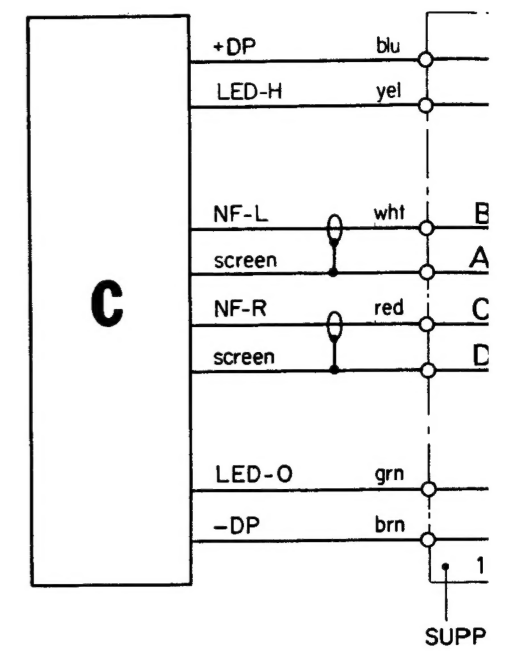 +DP blu
LED-H yel
NF-L wht B
screen A
C
NF-R red C
screen D
LED-O grn
-DP brn
1
SUPP